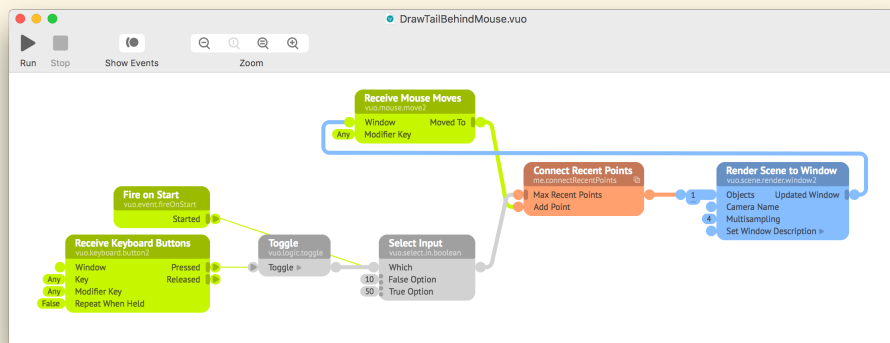 DrawTailBehindMouse.vuo
Run Stop Show Events Zoom
Receive Mouse Moves
vuo.mouse.move2
Window Moved To
Any Modifier Key
Connect Recent Points
me.connectRecentPoints
Max Recent Points
Add Point
Render Scene to Window
vuo.scene.render.window2
1 Objects Updated Window
Camera Name
4 Multisampling
Set Window Description
Fire on Start
vuo.event.fireOnStart
Started
Receive Keyboard Buttons
vuo.keyboard.button2
Window Pressed
Any Key Released
Any Modifier Key
False Repeat When Held
Toggle
vuo.logic.toggle
Toggle
Select Input
vuo.select.in.boolean
Which
10 False Option
50 True Option